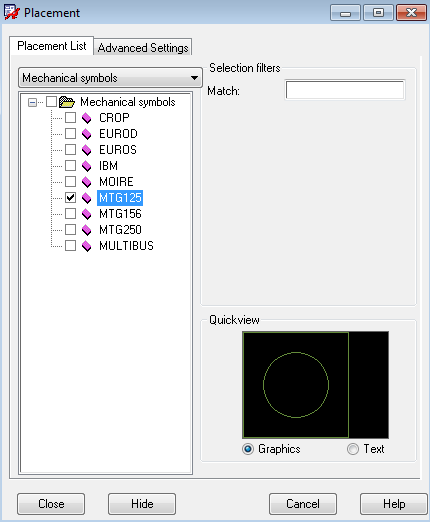 Placement
Placement List
Advanced Settings
Mechanical symbols
Mechanical symbols
CROP
EUROD
EUROS
IBM
MOIRE
MTG125
MTG156
MTG250
MULTIBUS
Selection filters
Match:
Quickview
Graphics
Text
Close
Hide
Cancel
Help